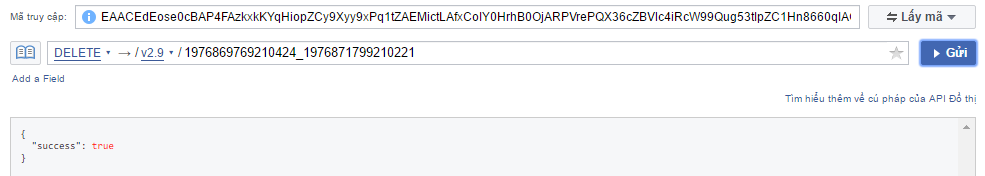 Mã truy cập: EAACEdEose0cBAP4FAzkxkKYqHiopZCy9Xyy9xPq1tZAEMictLAfxColY0HrhB0OjARPVrePQX36cZBVlc4iRcW99Qug53tlpZC1Hn8660qlA Lấy mã
DELETE → / v2.9 / 1976869769210424_1976871799210221 Gửi
Add a Field
Tìm hiểu thêm về cú pháp của API Đồ thị
{
"success": true
}